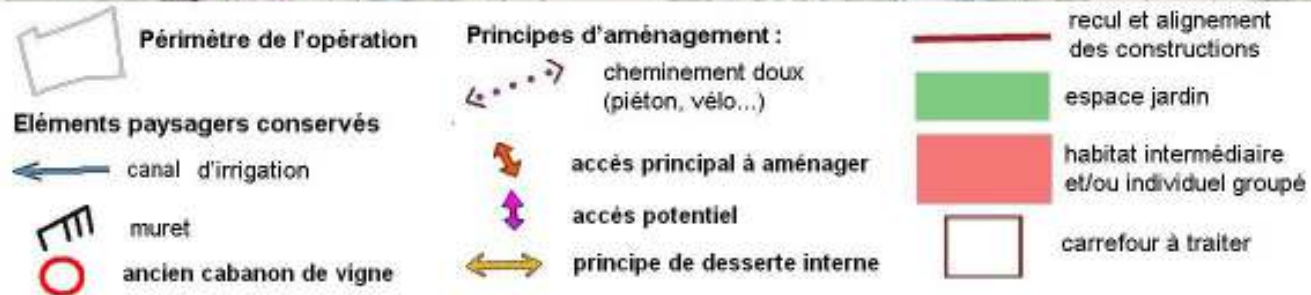 Périmètre de l'opération
Eléments paysagers conservés
canal d'irrigation
muret
ancien cabanon de vigne
Principes d'aménagement :
cheminement doux
(piéton, vélo...)
accès principal à aménager
accés potentiel
principe de desserte interne
recul et alignement
des constructions
espace jardin
habitat intermédiaire
et/ou individuel groupé
carrefour à traiter